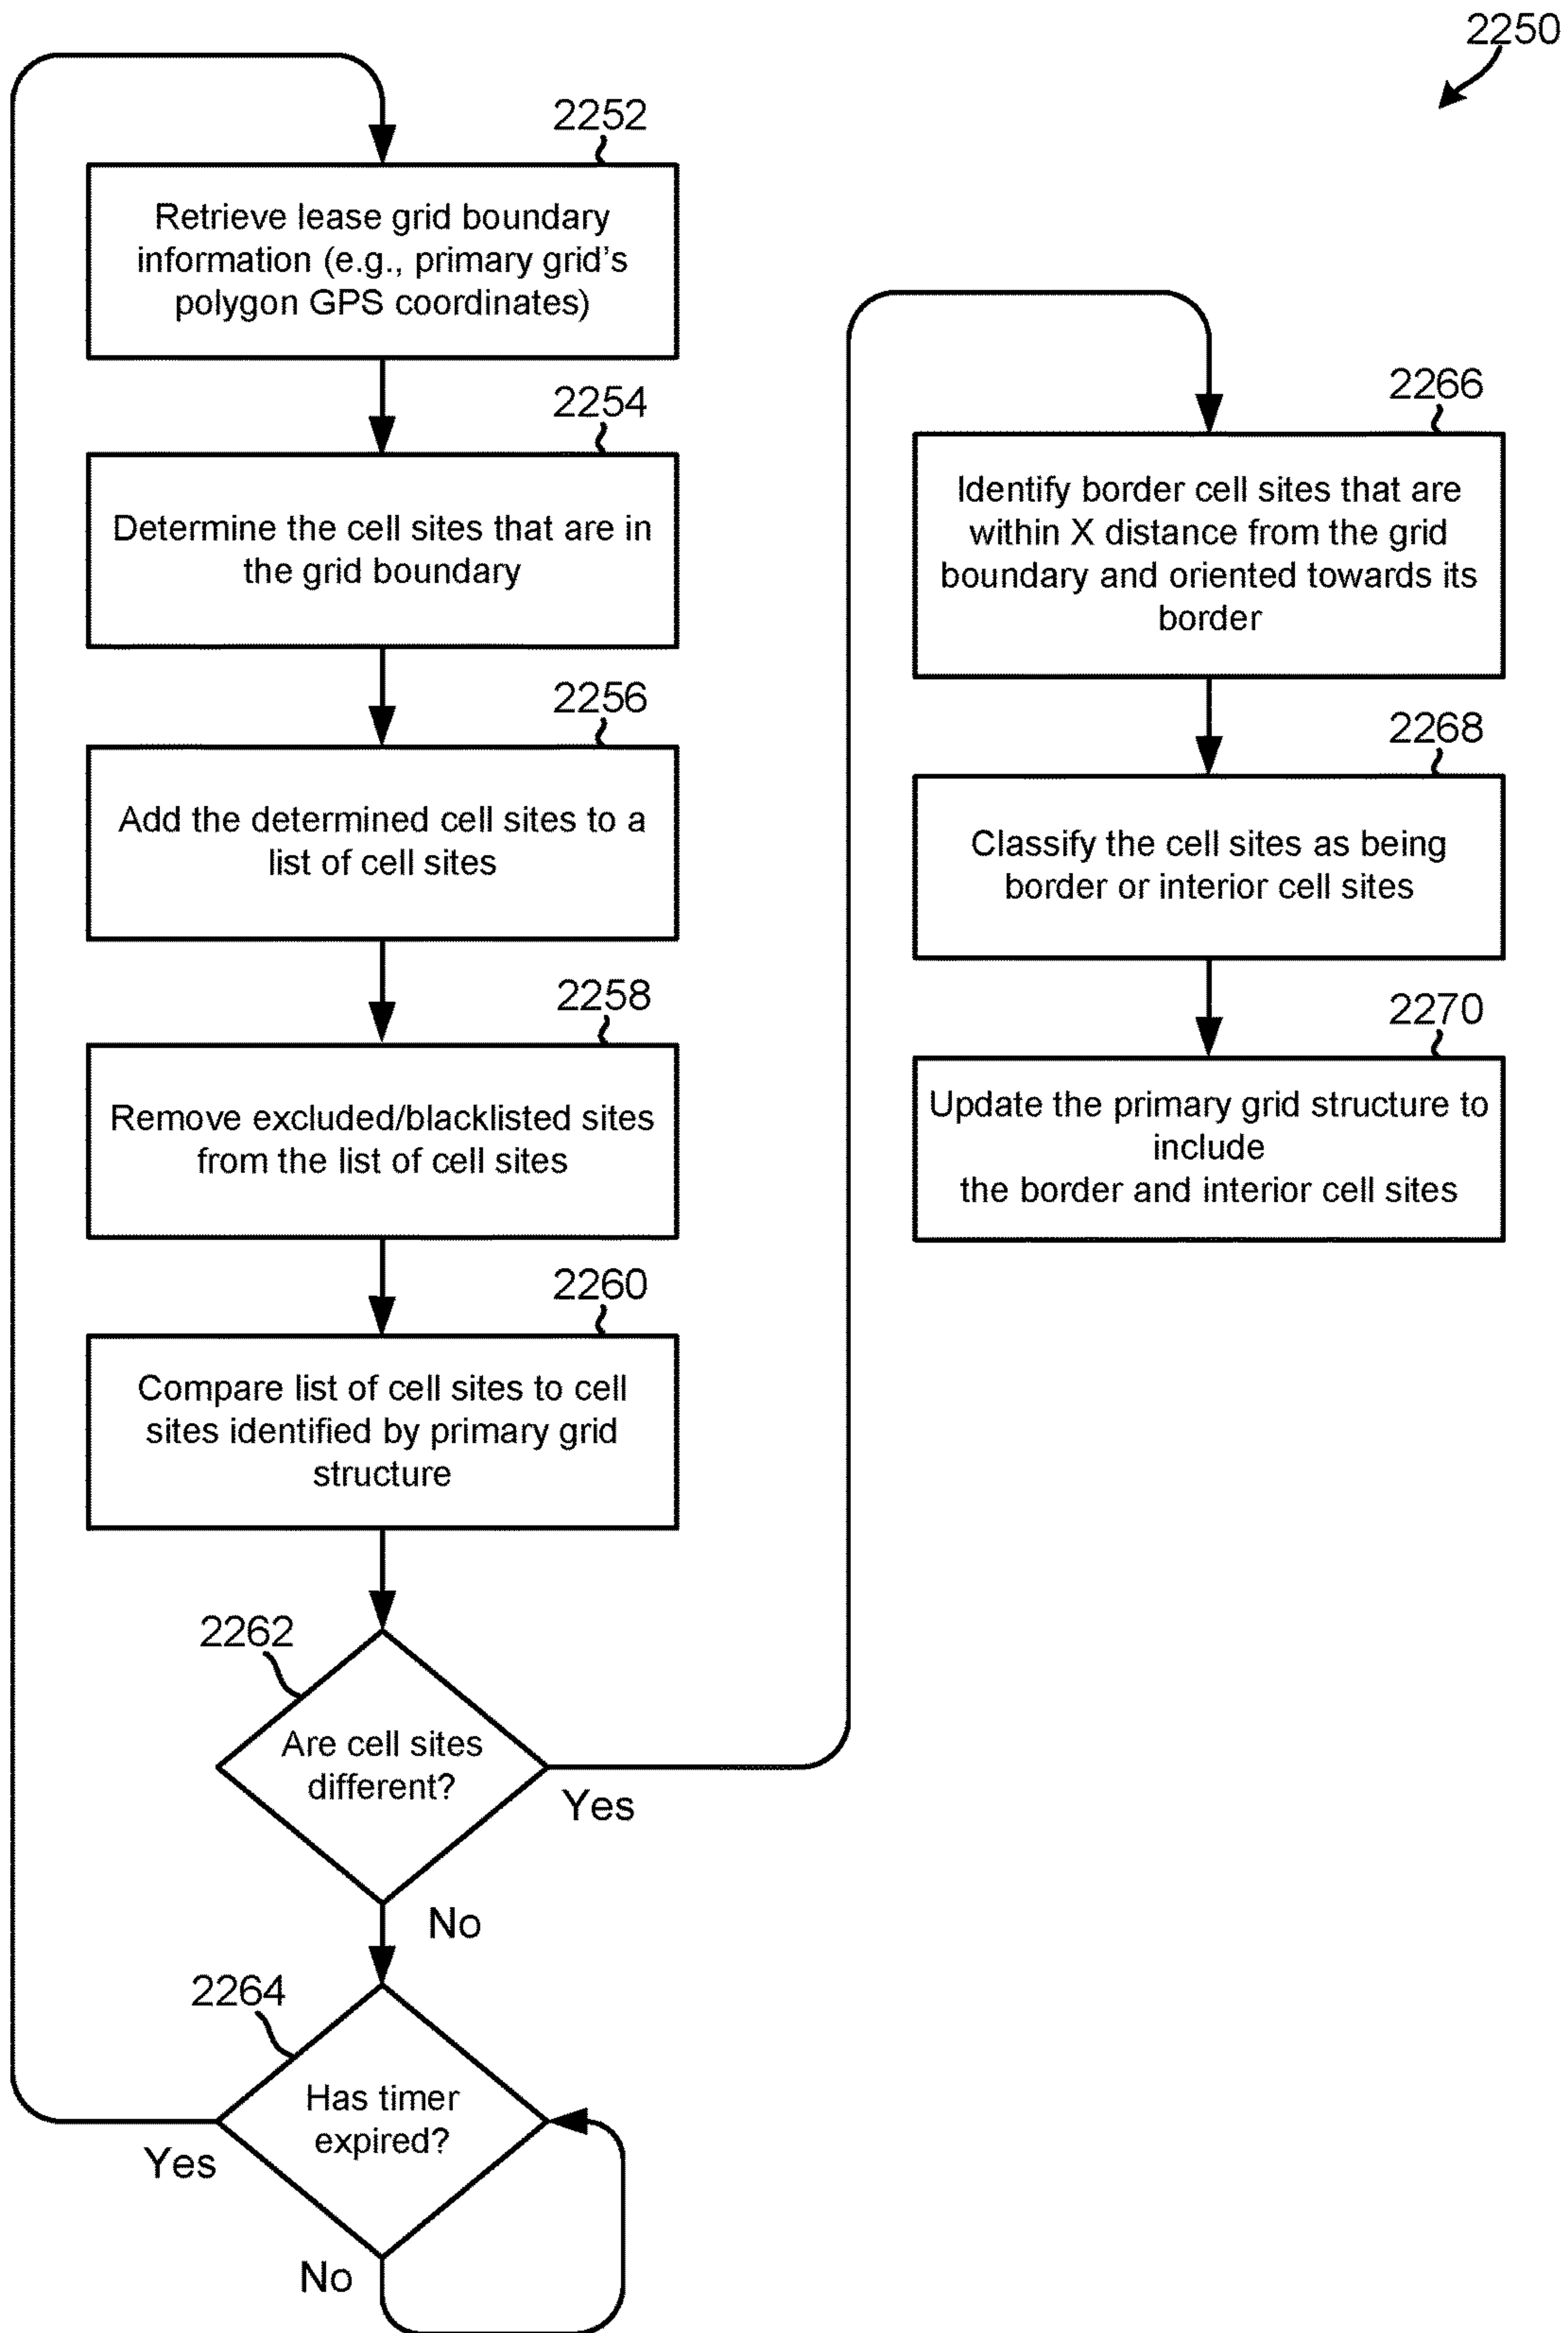 2250
2252
Retrieve lease grid boundary
information (e.g., primary grid's
polygon GPS coordinates)
2254
Determine the cell sites that are in
the grid boundary
2256
Add the determined cell sites to a
list of cell sites
2258
Remove excluded/blacklisted sites
from the list of cell sites
2260
Compare list of cell sites to cell
sites identified by primary grid
structure
2262
Are cell sites
different?
Yes
No
2264
Has timer
expired?
Yes
No
2266
Identify border cell sites that are
within X distance from the grid
boundary and oriented towards its
border
2268
Classify the cell sites as being
border or interior cell sites
2270
Update the primary grid structure to
include
the border and interior cell sites